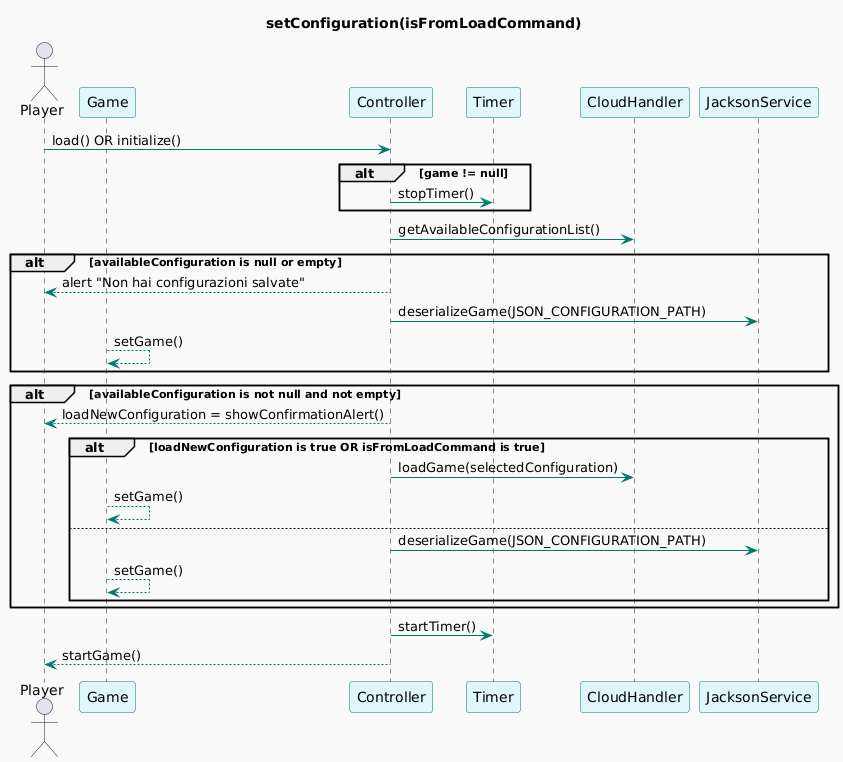 setConfiguration(isFromLoadCommand)
Player
Game
Controller
Timer
CloudHandler
JacksonService
load() OR initialize()
alt [game != null]
stopTimer()
getAvailableConfigurationList()
alt [availableConfiguration is null or empty]
alert "Non hai configurazioni salvate"
deserializeGame(JSON_CONFIGURATION_PATH)
setGame()
alt [availableConfiguration is not null and not empty]
loadNewConfiguration = showConfirmationAlert()
alt [loadNewConfiguration is true OR isFromLoadCommand is true]
loadGame(selectedConfiguration)
setGame()
deserializeGame(JSON_CONFIGURATION_PATH)
setGame()
startTimer()
startGame()
Player
Game
Controller
Timer
CloudHandler
JacksonService